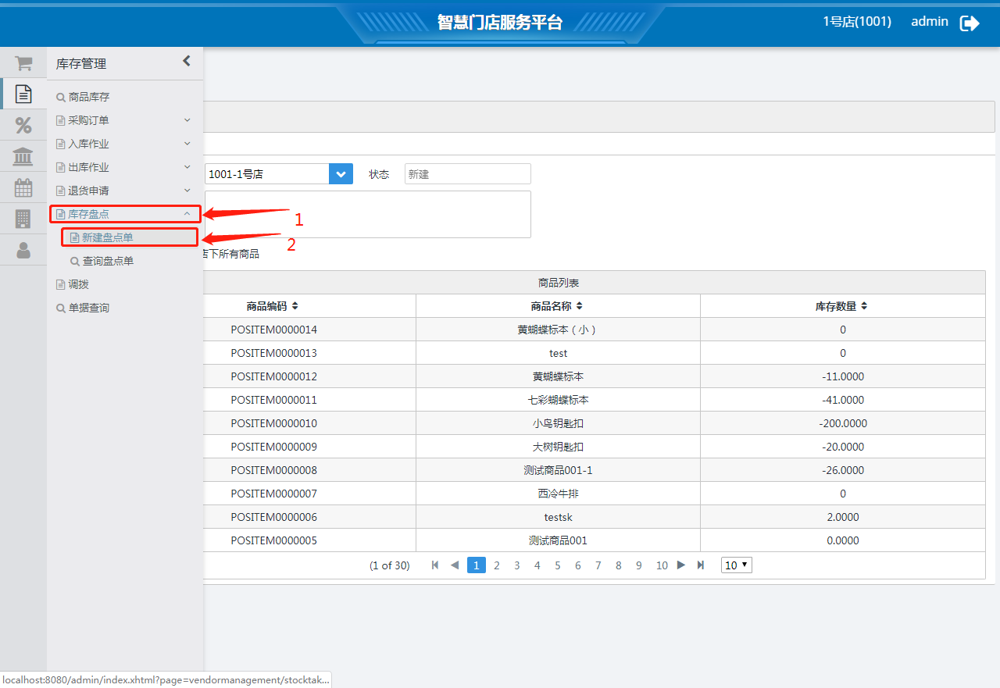 智慧门店服务平台
1号店(1001) admin
库存管理
商品库存
采购订单
入库作业
出库作业
退货申请
库存盘点
新建盘点单
查询盘点单
调拨
单据查询
1
2
1001-1号店 状态 新建
店下所有商品
商品列表
商品编码 商品名称 库存数量
POSITEM0000014 黄蝴蝶标本（小） 0
POSITEM0000013 test 0
POSITEM0000012 黄蝴蝶标本 -11.0000
POSITEM0000011 七彩蝴蝶标本 -41.0000
POSITEM0000010 小鸟钥匙扣 -200.0000
POSITEM0000009 大树钥匙扣 -20.0000
POSITEM0000008 测试商品001-1 -26.0000
POSITEM0000007 西冷牛排 0
POSITEM0000006 testsk 2.0000
POSITEM0000005 测试商品001 0.0000
(1 of 30) 1 2 3 4 5 6 7 8 9 10 10
localhost:8080/admin/index.xhtml?page=vendormanagement/stocktak...